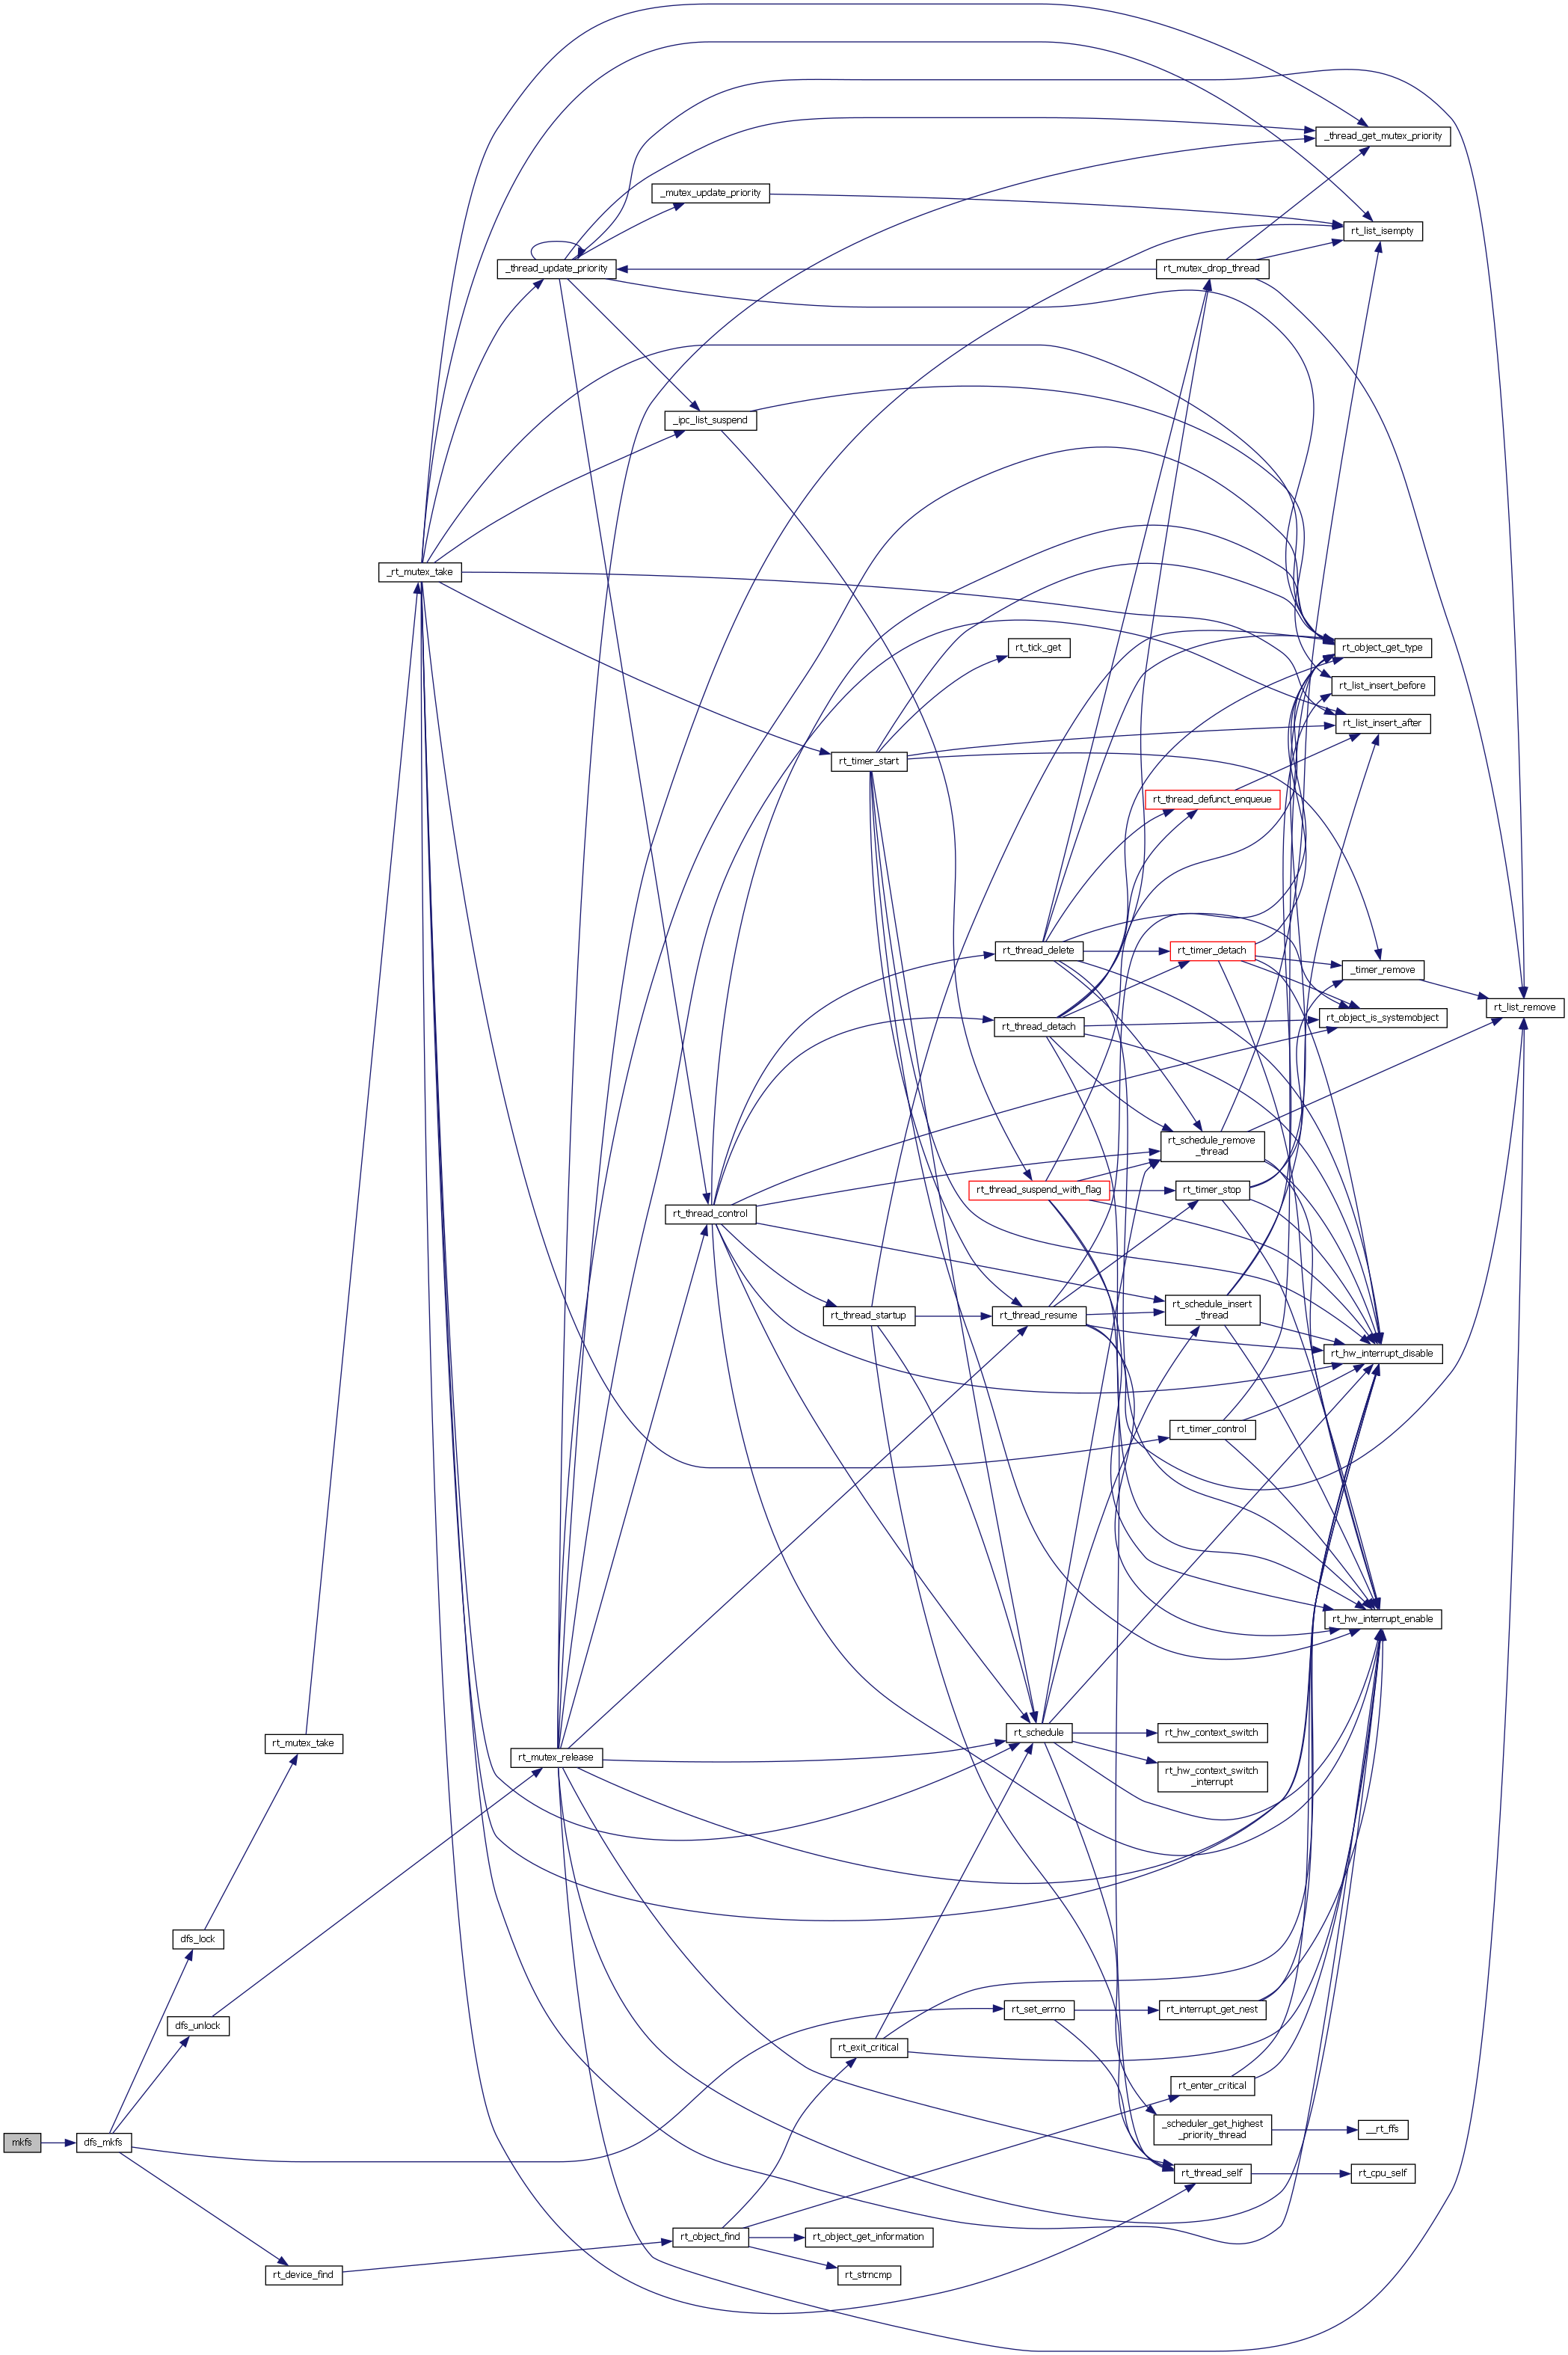 _thread_get_mutex_priority
_mutex_update_priority
rt_list_isempty
_thread_update_priority
rt_mutex_drop_thread
_ipc_list_suspend
_rt_mutex_take
rt_tick_get
rt_object_get_type
rt_list_insert_before
rt_list_insert_after
rt_timer_start
rt_thread_defunct_enqueue
rt_thread_delete
rt_timer_detach
_timer_remove
rt_list_remove
rt_thread_detach
rt_object_is_systemobject
rt_schedule_remove
_thread
rt_thread_suspend_with_flag
rt_timer_stop
rt_thread_control
rt_schedule_insert
_thread
rt_thread_startup
rt_thread_resume
rt_hw_interrupt_disable
rt_timer_control
rt_hw_interrupt_enable
rt_schedule
rt_hw_context_switch
rt_mutex_take
rt_mutex_release
rt_hw_context_switch
_interrupt
dfs_lock
rt_set_errno
rt_interrupt_get_nest
dfs_unlock
rt_exit_critical
rt_enter_critical
_scheduler_get_highest
_priority_thread
__rt_ffs
mkfs
dfs_mkfs
rt_thread_self
rt_cpu_self
rt_object_find
rt_object_get_information
rt_device_find
rt_strncmp